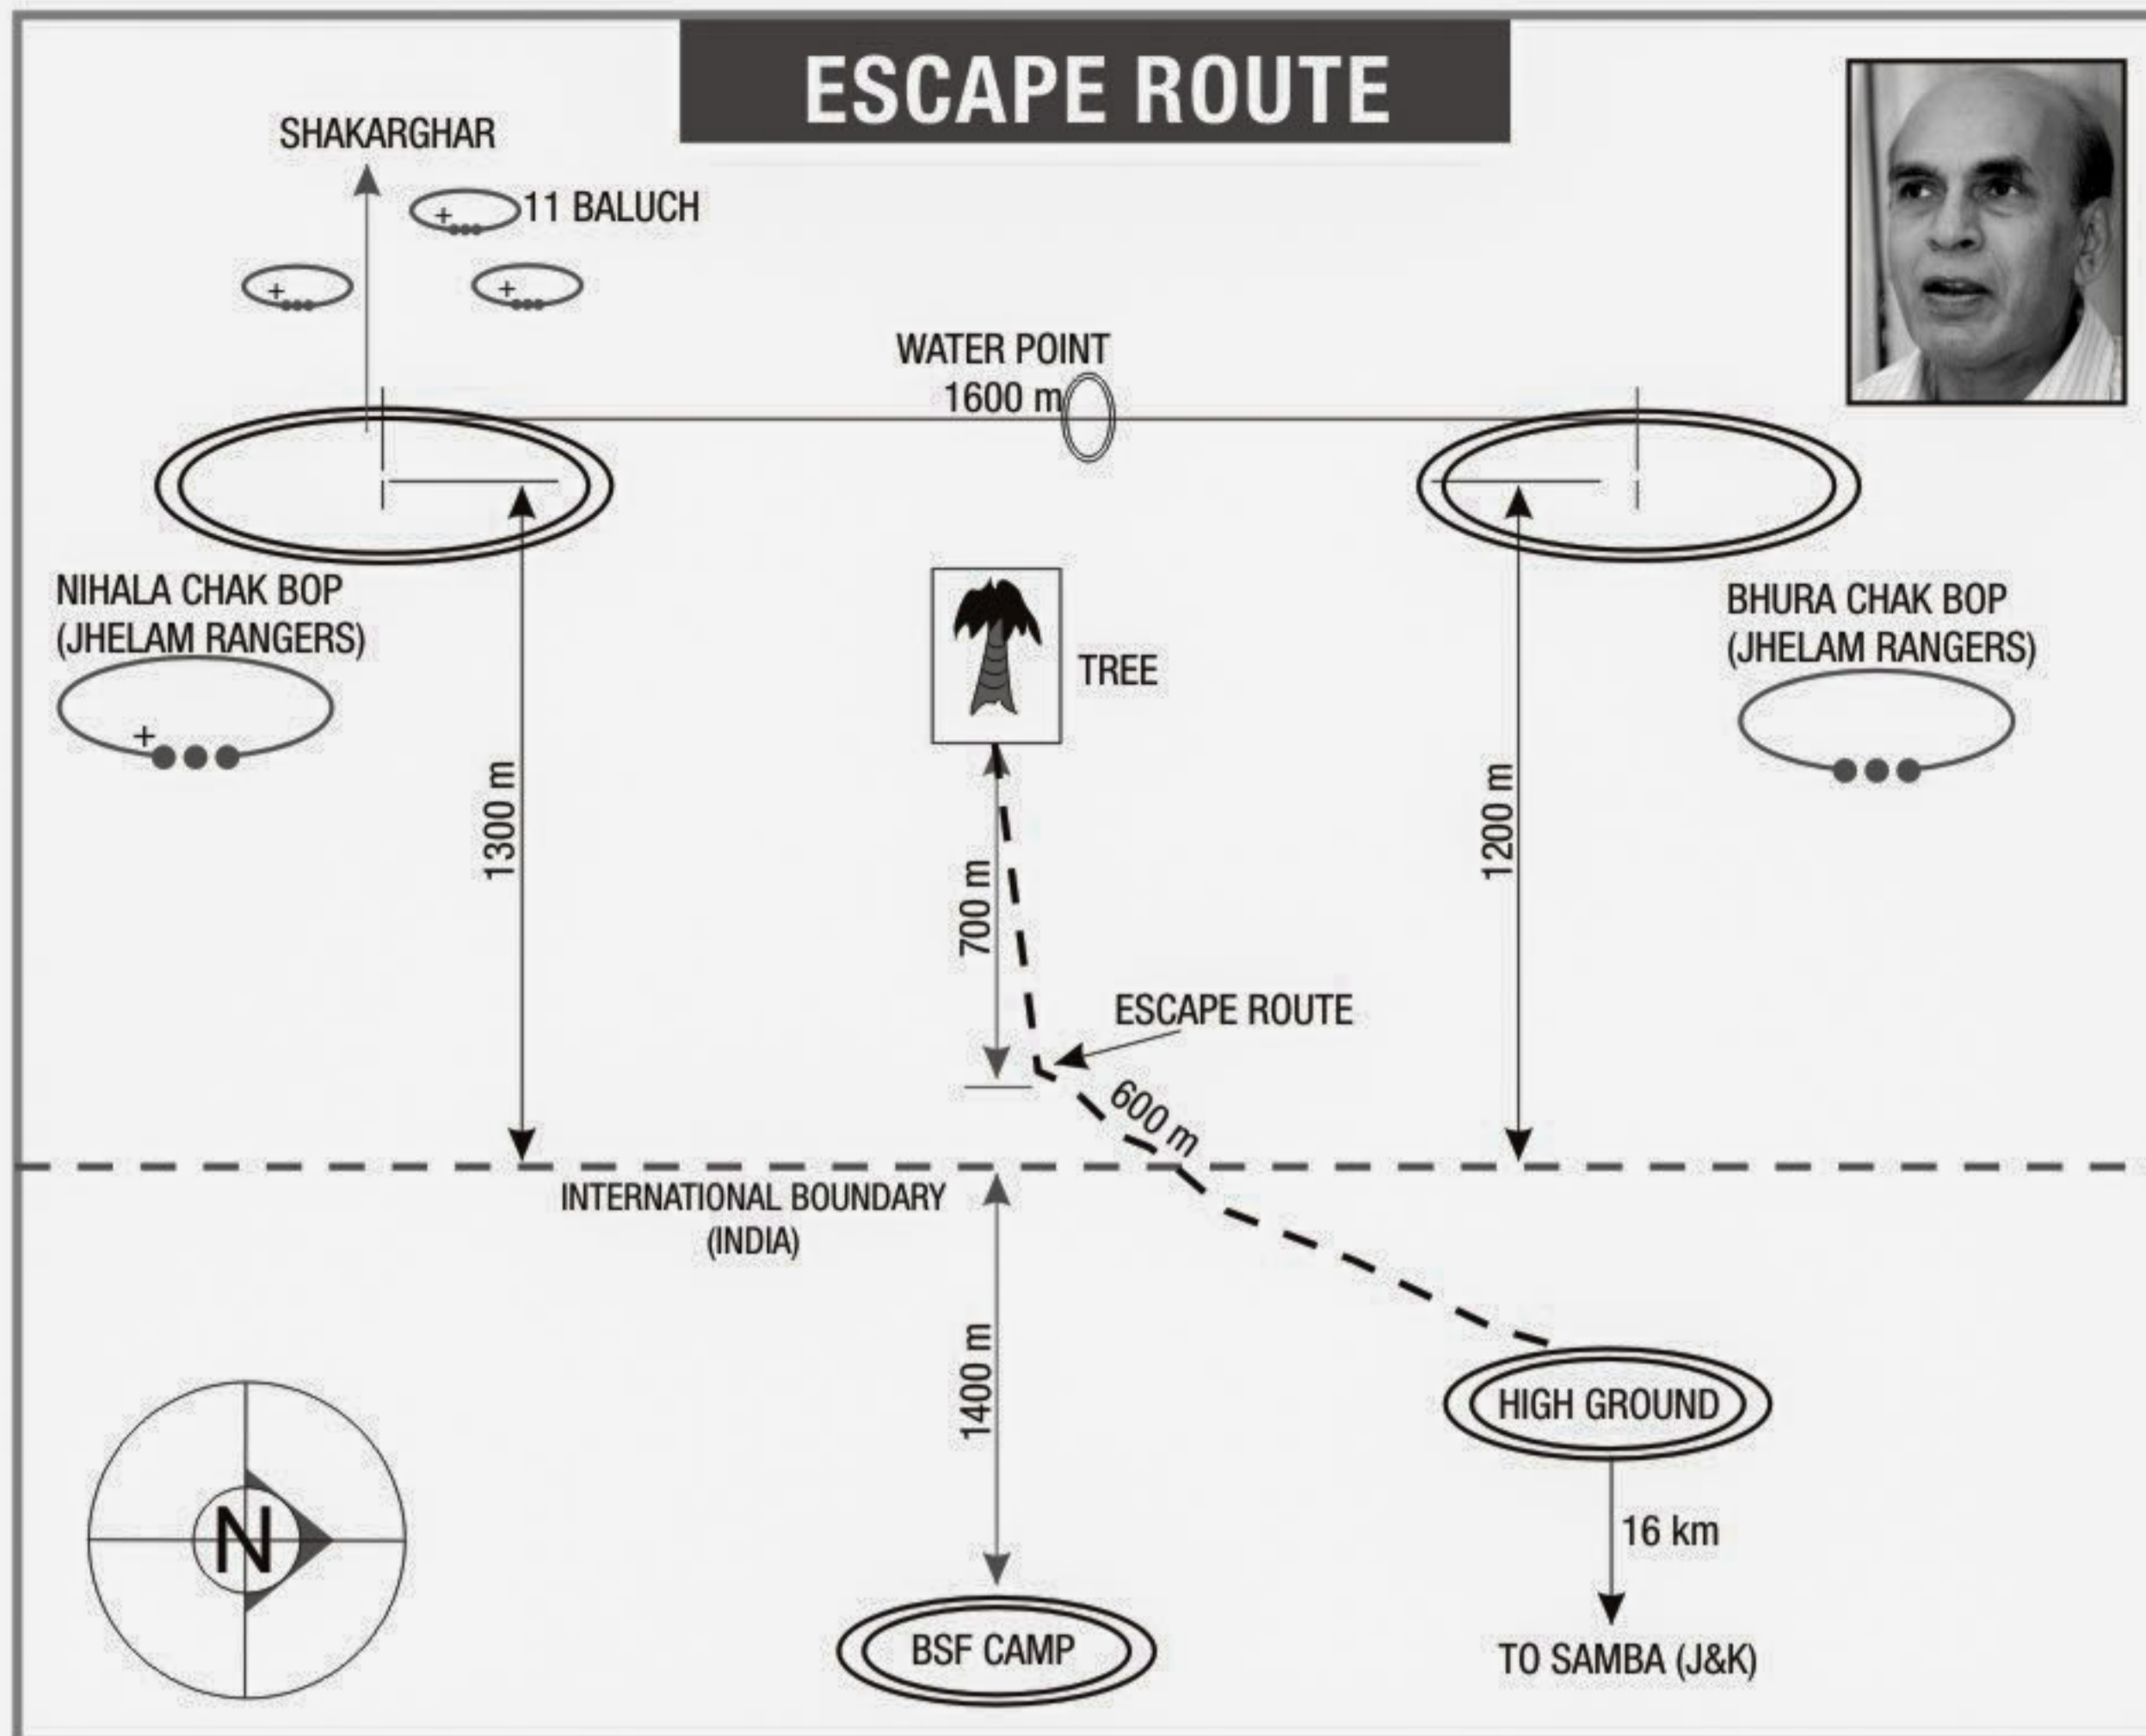 ESCAPE ROUTE
SHAKARGHAR
11 BALUCH
WATER POINT
1600 m
NIHALA CHAK BOP
(JHELAM RANGERS)
BHURA CHAK BOP
(JHELAM RANGERS)
TREE
1300 m
700 m
1200 m
ESCAPE ROUTE
600 m
INTERNATIONAL BOUNDARY
(INDIA)
1400 m
HIGH GROUND
N
16 km
BSF CAMP
TO SAMBA (J&K)